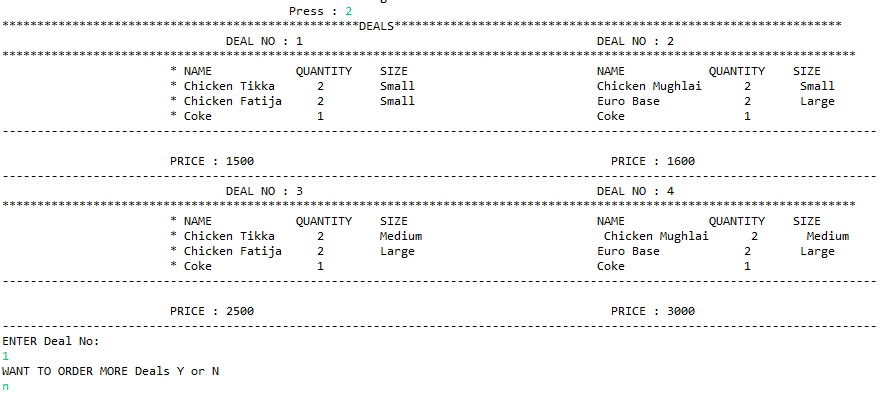 Press : 2
***************************************************DEALS****************************************************************
DEAL NO : 1 DEAL NO : 2
**************************************************************************************************************************
* NAME QUANTITY SIZE NAME QUANTITY SIZE
* Chicken Tikka 2 Small Chicken Mughlai 2 Small
* Chicken Fatija 2 Small Euro Base 2 Large
* Coke 1 Coke 1
-----------------------------------------------------------------------------------------------------------------------------
PRICE : 1500 PRICE : 1600
-----------------------------------------------------------------------------------------------------------------------------
DEAL NO : 3 DEAL NO : 4
**************************************************************************************************************************
* NAME QUANTITY SIZE NAME QUANTITY SIZE
* Chicken Tikka 2 Medium Chicken Mughlai 2 Medium
* Chicken Fatija 2 Large Euro Base 2 Large
* Coke 1 Coke 1
-----------------------------------------------------------------------------------------------------------------------------
PRICE : 2500 PRICE : 3000
-----------------------------------------------------------------------------------------------------------------------------
ENTER Deal No:
1
WANT TO ORDER MORE Deals Y or N
n